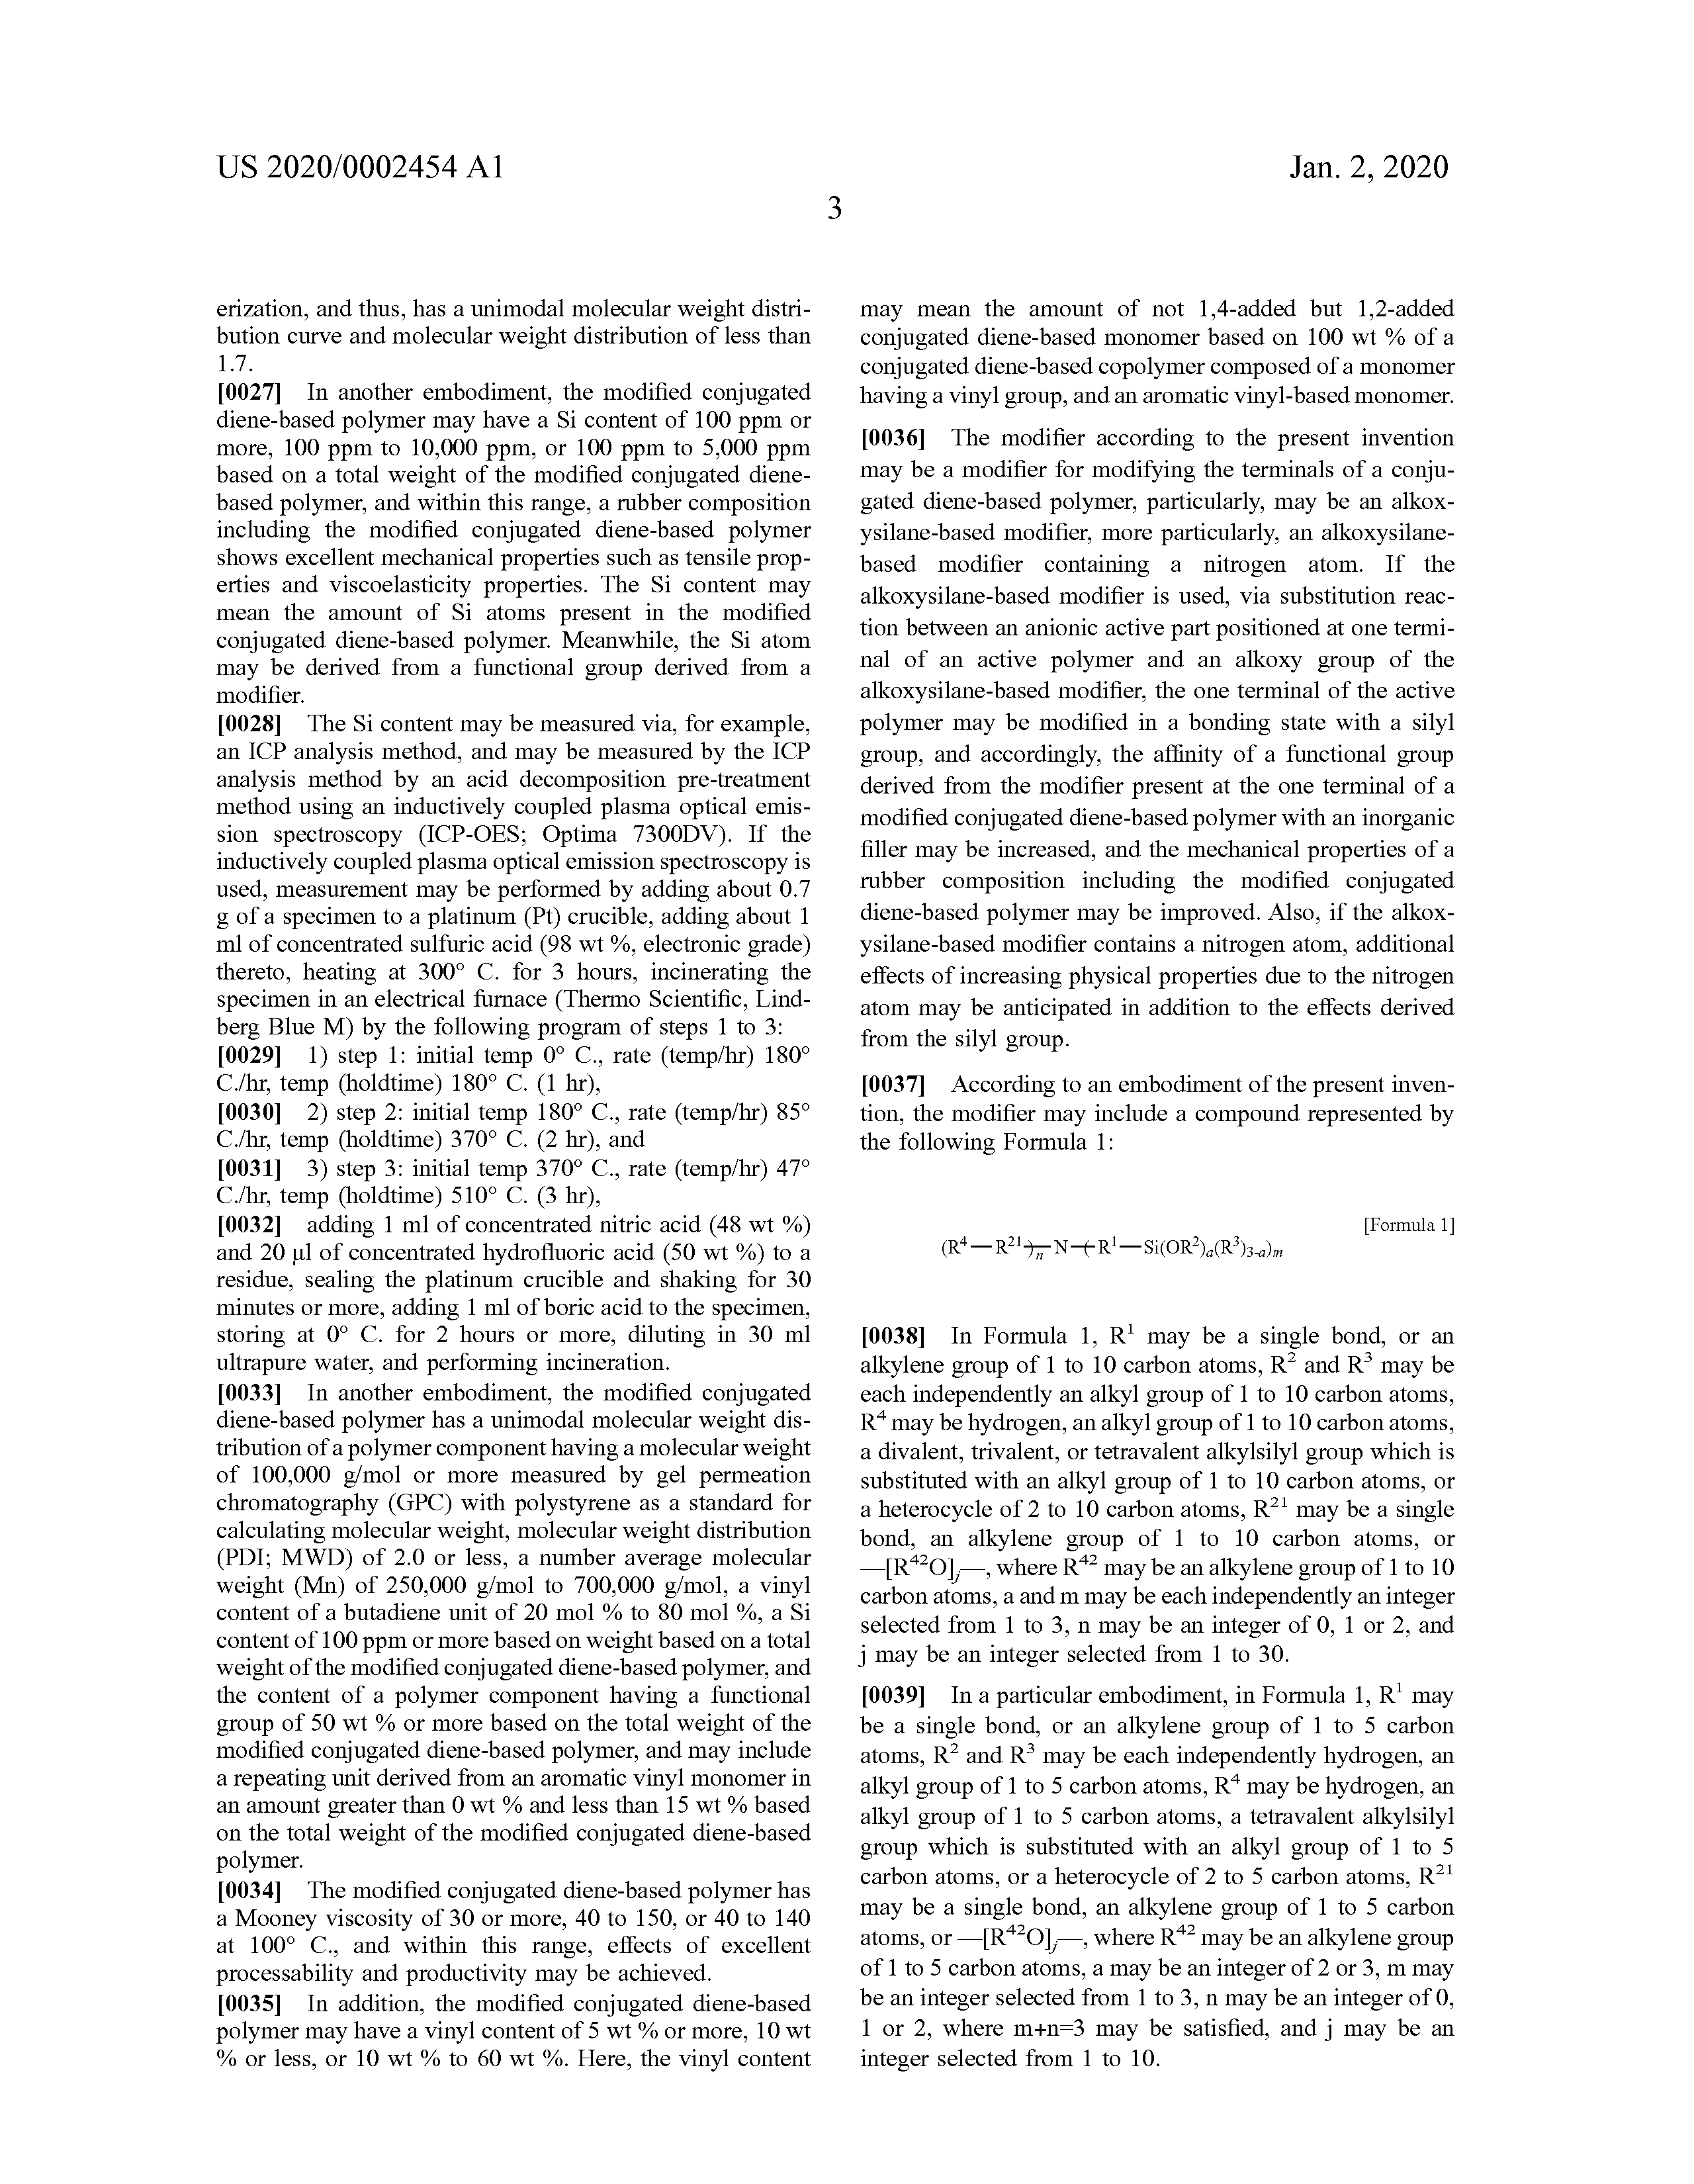 US 2020/0002454 A1
Jan. 2, 2020
3
erization, and thus, has a unimodal molecular weight distri-
bution curve and molecular weight distribution of less than
1.7.
[0027] In another embodiment, the modified conjugated
diene-based polymer may have a Si content of 100 ppm or
more, 100 ppm to 10,000 ppm, or 100 ppm to 5,000 ppm
based on a total weight of the modified conjugated diene-
based polymer, and within this range, a rubber composition
including the modified conjugated diene-based polymer
shows excellent mechanical properties such as tensile prop-
erties and viscoelasticity properties. The Si content may
mean the amount of Si atoms present in the modified
conjugated diene-based polymer. Meanwhile, the Si atom
may be derived from a functional group derived from a
modifier.
[0028] The Si content may be measured via, for example,
an ICP analysis method, and may be measured by the ICP
analysis method by an acid decomposition pre-treatment
method using an inductively coupled plasma optical emis-
sion spectroscopy (ICP-OES; Optima 7300DV). If the
inductively coupled plasma optical emission spectroscopy is
used, measurement may be performed by adding about 0.7
g of a specimen to a platinum (Pt) crucible, adding about 1
ml of concentrated sulfuric acid (98 wt %, electronic grade)
thereto, heating at 300° C. for 3 hours, incinerating the
specimen in an electrical furnace (Thermo Scientific, Lind-
berg Blue M) by the following program of steps 1 to 3:
[0029] 1) step 1: initial temp 0° C., rate (temp/hr) 180°
C./hr, temp (holdtime) 180° C. (1 hr),
[0030] 2) step 2: initial temp 180° C., rate (temp/hr) 85°
C./hr, temp (holdtime) 370° C. (2 hr), and
[0031] 3) step 3: initial temp 370° C., rate (temp/hr) 47°
C./hr, temp (holdtime) 510° C. (3 hr),
[0032] adding 1 ml of concentrated nitric acid (48 wt %)
and 20 µl of concentrated hydrofluoric acid (50 wt %) to a
residue, sealing the platinum crucible and shaking for 30
minutes or more, adding 1 ml of boric acid to the specimen,
storing at 0° C. for 2 hours or more, diluting in 30 ml
ultrapure water, and performing incineration.
[0033] In another embodiment, the modified conjugated
diene-based polymer has a unimodal molecular weight dis-
tribution of a polymer component having a molecular weight
of 100,000 g/mol or more measured by gel permeation
chromatography (GPC) with polystyrene as a standard for
calculating molecular weight, molecular weight distribution
(PDI; MWD) of 2.0 or less, a number average molecular
weight (Mn) of 250,000 g/mol to 700,000 g/mol, a vinyl
content of a butadiene unit of 20 mol % to 80 mol %, a Si
content of 100 ppm or more based on weight based on a total
weight of the modified conjugated diene-based polymer, and
the content of a polymer component having a functional
group of 50 wt % or more based on the total weight of the
modified conjugated diene-based polymer, and may include
a repeating unit derived from an aromatic vinyl monomer in
an amount greater than 0 wt % and less than 15 wt % based
on the total weight of the modified conjugated diene-based
polymer.
[0034] The modified conjugated diene-based polymer has
a Mooney viscosity of 30 or more, 40 to 150, or 40 to 140
at 100° C., and within this range, effects of excellent
processability and productivity may be achieved.
[0035] In addition, the modified conjugated diene-based
polymer may have a vinyl content of 5 wt % or more, 10 wt
% or less, or 10 wt % to 60 wt %. Here, the vinyl content
may mean the amount of not 1,4-added but 1,2-added
conjugated diene-based monomer based on 100 wt % of a
conjugated diene-based copolymer composed of a monomer
having a vinyl group, and an aromatic vinyl-based monomer.
[0036] The modifier according to the present invention
may be a modifier for modifying the terminals of a conju-
gated diene-based polymer, particularly, may be an alkox-
ysilane-based modifier, more particularly, an alkoxysilane-
based modifier containing a nitrogen atom. If the
alkoxysilane-based modifier is used, via substitution reac-
tion between an anionic active part positioned at one termi-
nal of an active polymer and an alkoxy group of the
alkoxysilane-based modifier, the one terminal of the active
polymer may be modified in a bonding state with a silyl
group, and accordingly, the affinity of a functional group
derived from the modifier present at the one terminal of a
modified conjugated diene-based polymer with an inorganic
filler may be increased, and the mechanical properties of a
rubber composition including the modified conjugated
diene-based polymer may be improved. Also, if the alkox-
ysilane-based modifier contains a nitrogen atom, additional
effects of increasing physical properties due to the nitrogen
atom may be anticipated in addition to the effects derived
from the silyl group.
[0037] According to an embodiment of the present inven-
tion, the modifier may include a compound represented by
the following Formula 1:
[Formula 1]
(R⁴—R²¹)ₙ—N—(R¹—Si(OR²)ₐ(R³)₃₋ₐ)ₘ
[0038] In Formula 1, R¹ may be a single bond, or an
alkylene group of 1 to 10 carbon atoms, R² and R³ may be
each independently an alkyl group of 1 to 10 carbon atoms,
R⁴ may be hydrogen, an alkyl group of 1 to 10 carbon atoms,
a divalent, trivalent, or tetravalent alkylsilyl group which is
substituted with an alkyl group of 1 to 10 carbon atoms, or
a heterocycle of 2 to 10 carbon atoms, R²¹ may be a single
bond, an alkylene group of 1 to 10 carbon atoms, or
—[R⁴²O]ⱼ—, where R⁴² may be an alkylene group of 1 to 10
carbon atoms, a and m may be each independently an integer
selected from 1 to 3, n may be an integer of 0, 1 or 2, and
j may be an integer selected from 1 to 30.
[0039] In a particular embodiment, in Formula 1, R¹ may
be a single bond, or an alkylene group of 1 to 5 carbon
atoms, R² and R³ may be each independently hydrogen, an
alkyl group of 1 to 5 carbon atoms, R⁴ may be hydrogen, an
alkyl group of 1 to 5 carbon atoms, a tetravalent alkylsilyl
group which is substituted with an alkyl group of 1 to 5
carbon atoms, or a heterocycle of 2 to 5 carbon atoms, R²¹
may be a single bond, an alkylene group of 1 to 5 carbon
atoms, or —[R⁴²O]ⱼ—, where R⁴² may be an alkylene group
of 1 to 5 carbon atoms, a may be an integer of 2 or 3, m may
be an integer selected from 1 to 3, n may be an integer of 0,
1 or 2, where m+n=3 may be satisfied, and j may be an
integer selected from 1 to 10.